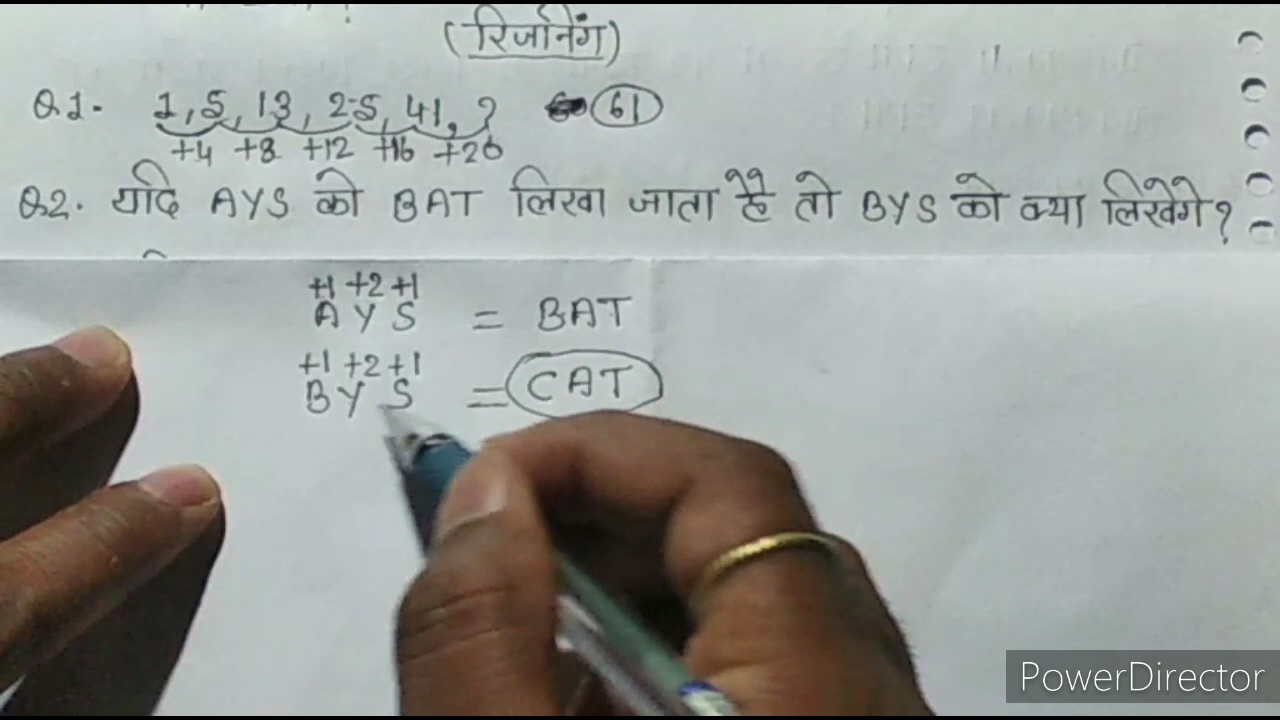 (रिजनिंग)
Q1. 1, 5, 13, 25, 41, ? 61
+4 +8 +12 +16 +20
Q2. यदि AYS को BAT लिखा जाता है तो BYS को क्या लिखेंगे?
+1 +2 +1
AYS = BAT
+1 +2 +1
BYS = CAT
PowerDirector